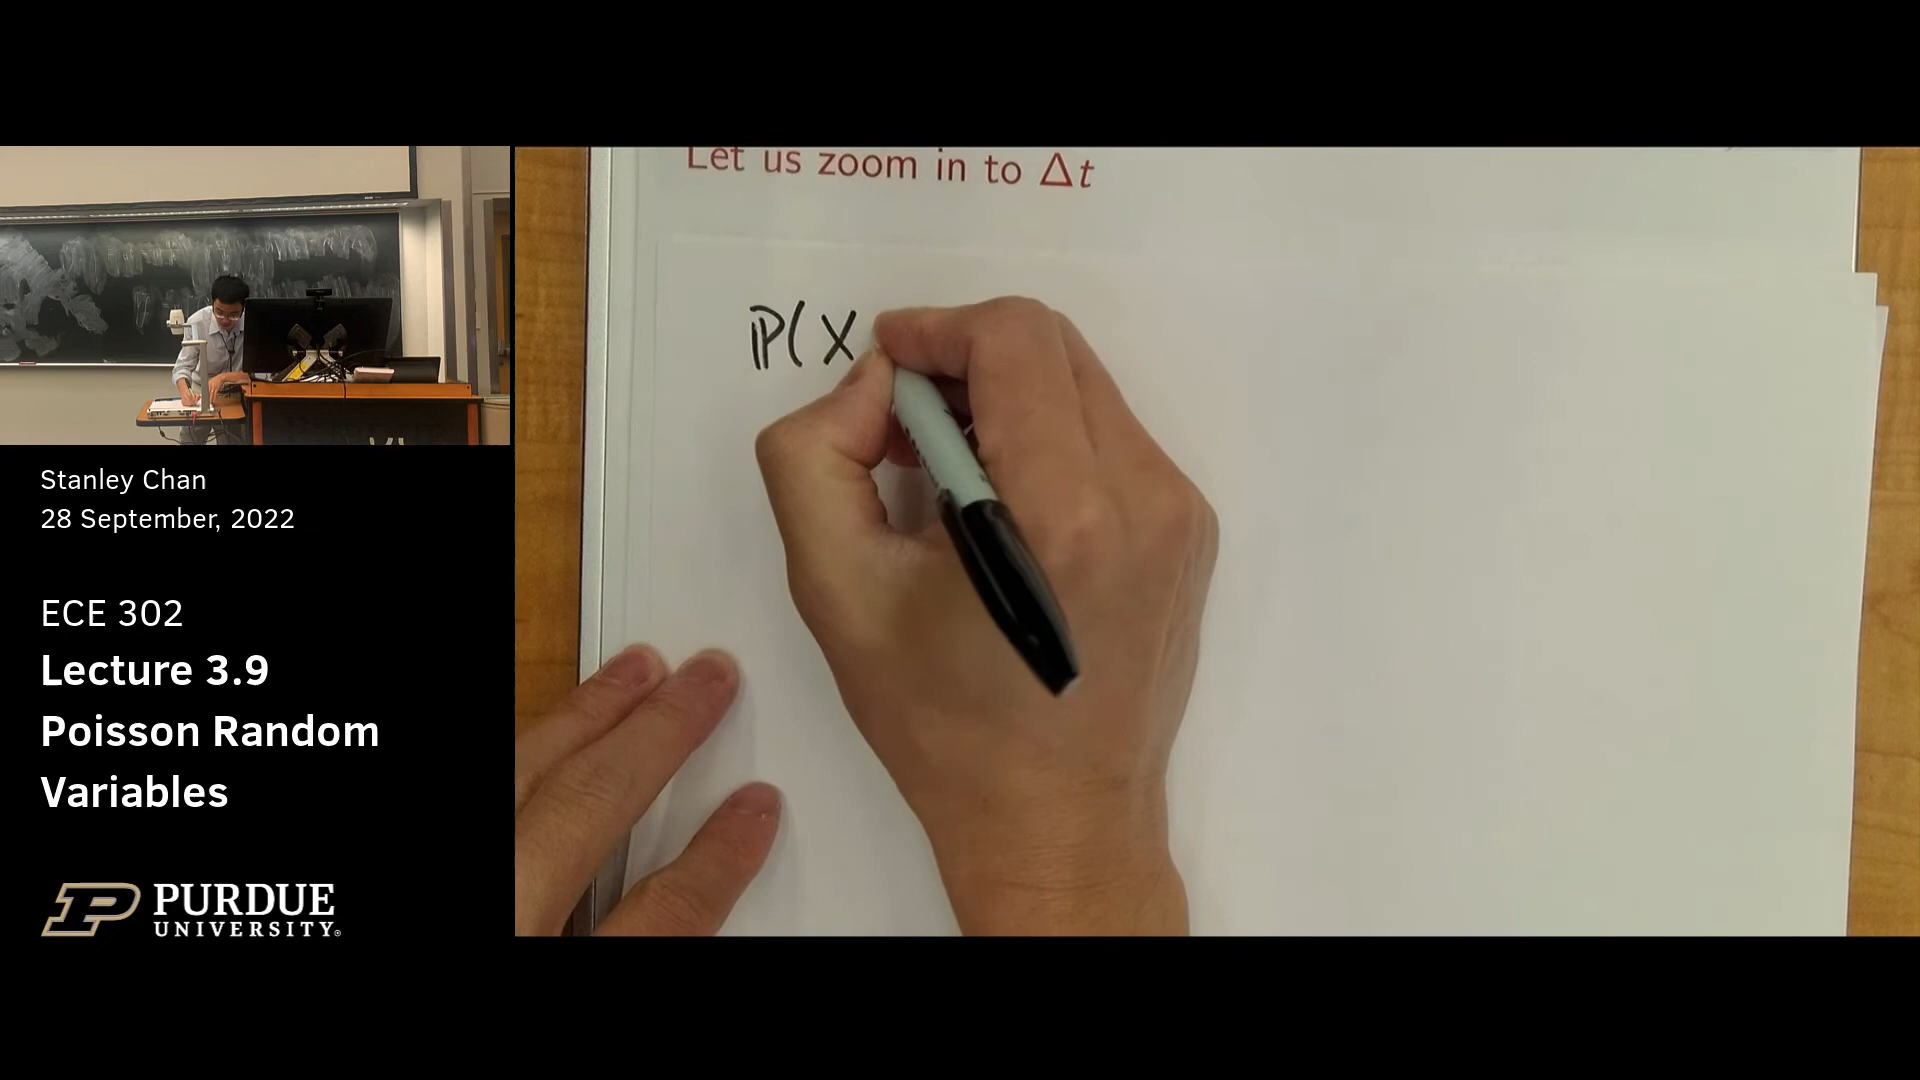 Let us zoom in to Δt
ℙ( X
Stanley Chan
28 September, 2022
ECE 302
Lecture 3.9
Poisson Random
Variables
PURDUE
UNIVERSITY®